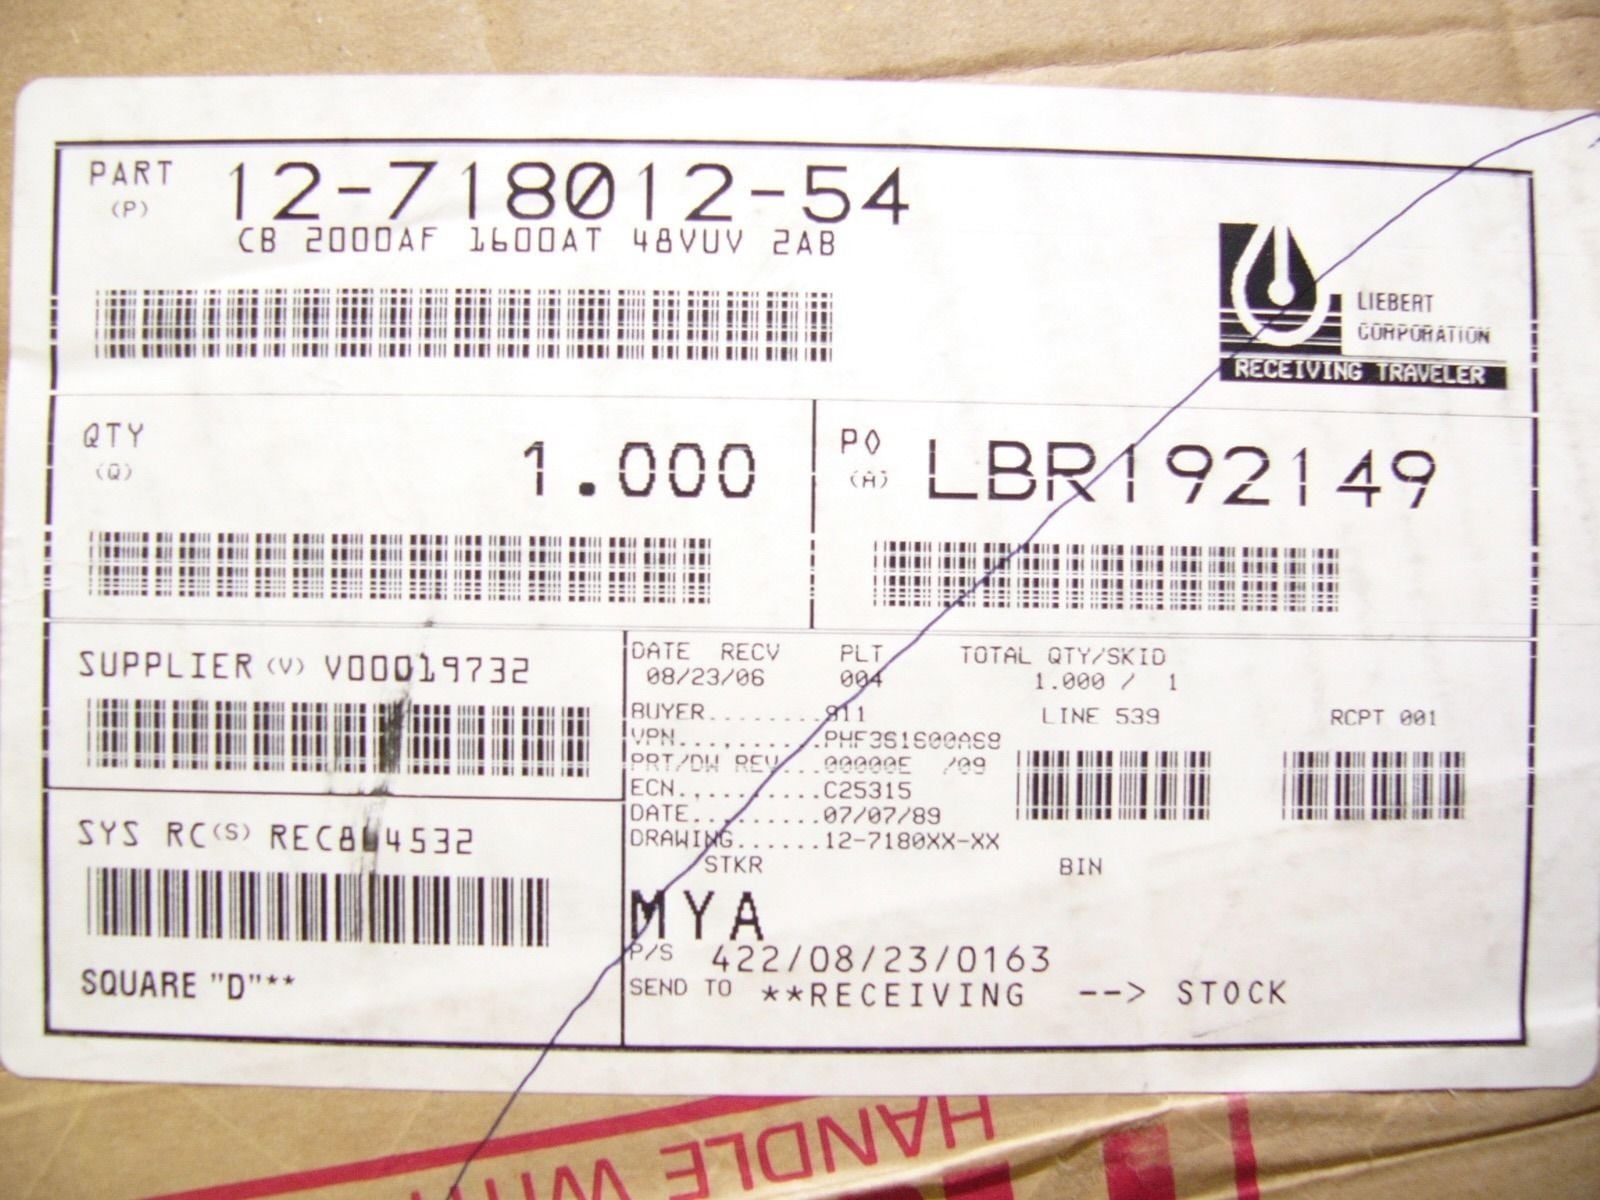 PART
(P)
12-718012-54
CB 2000AF 1600AT 48VUV 2AB
LIEBERT
CORPORATION
RECEIVING TRAVELER
QTY
(Q)
1.000
PO
(A)
LBR192149
SUPPLIER (V) V00019732
DATE RECV PLT TOTAL QTY/SKID
08/23/06 004 1.000 / 1
BUYER........911 LINE 539 RCPT 001
VPN..........PHF361600A68
PRT/DW REV...00000E /09
ECN..........C25315
DATE.........07/07/89
DRAWING......12-7180XX-XX
STKR BIN
MYA
P/S 422/08/23/0163
SEND TO **RECEIVING --> STOCK
SYS RC(S)
SQUARE "D"**
HANDLE